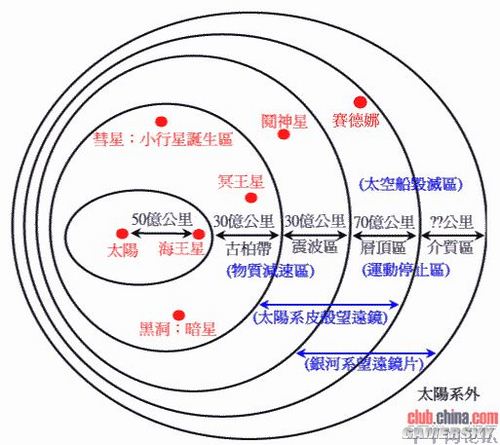 彗星；小行星誕生區
鬩神星
賽德娜
冥王星
(太空船毀滅區)
50億公里
30億公里
30億公里
70億公里
??公里
太陽
海王星
古柏帶
震波區
層頂區
介質區
(物質減速區)
(運動停止區)
黑洞；暗星
(太陽系皮殼望遠鏡)
(銀河系望遠鏡片)
太陽系外
club.china.com